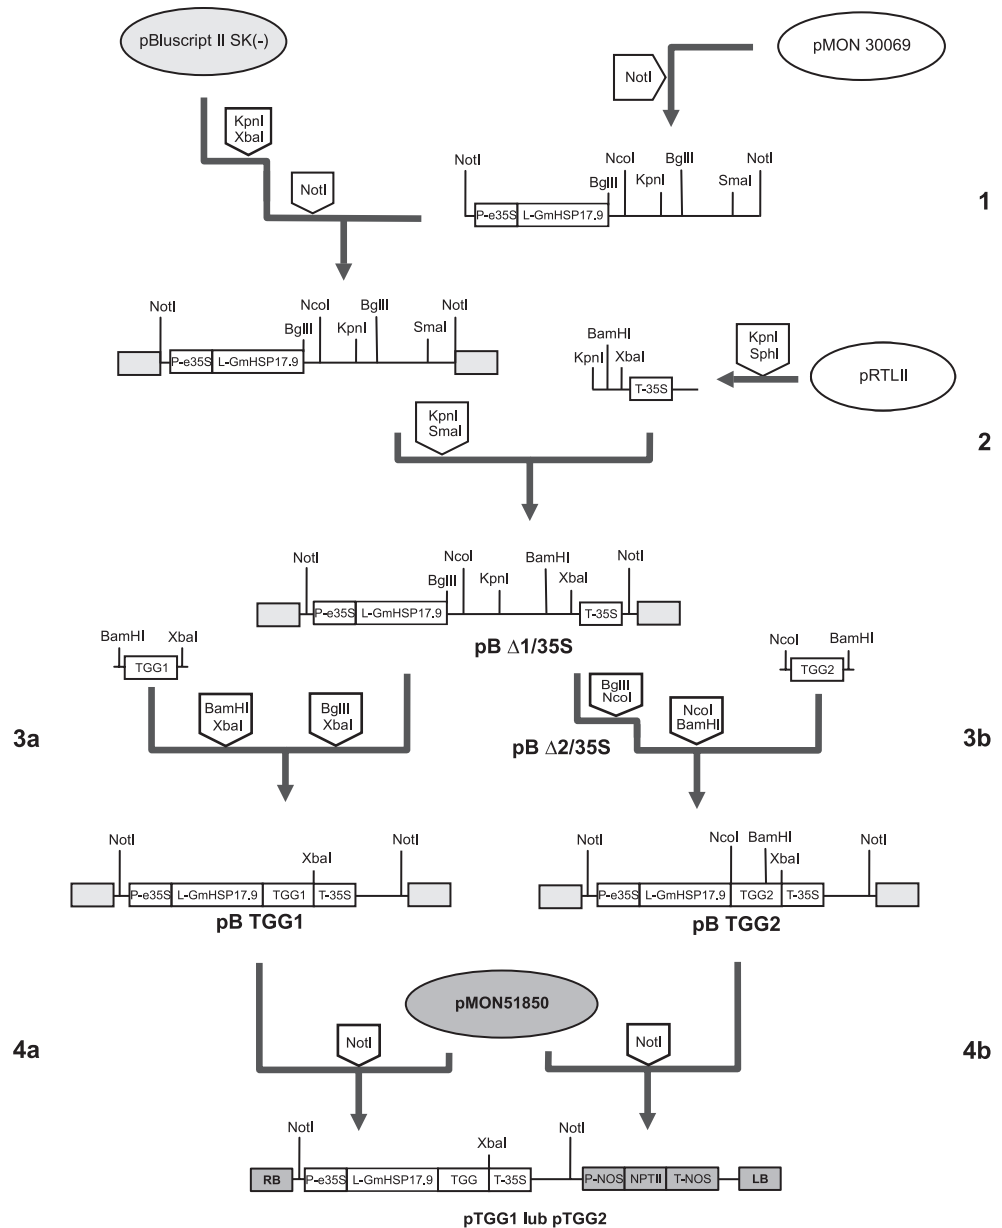 pBluscript II SK(-)
pMON 30069
NotI
KpnI
XbaI
NotI
1
NotI
BglII
NcoI
KpnI
BglII
SmaI
NotI
P-e35S
L-GmHSP17.9
NotI
BglII
NcoI
KpnI
BglII
SmaI
NotI
P-e35S
L-GmHSP17.9
KpnI
BamHI
XbaI
T-35S
KpnI
SphI
pRTLII
KpnI
SmaI
2
NotI
BglII
NcoI
KpnI
BamHI
XbaI
NotI
P-e35S
L-GmHSP17.9
T-35S
pB Δ1/35S
BamHI
XbaI
TGG1
NcoI
BamHI
TGG2
3a
BamHI
XbaI
BglII
XbaI
BglII
NcoI
pB Δ2/35S
NcoI
BamHI
3b
NotI
XbaI
NotI
P-e35S
L-GmHSP17.9
TGG1
T-35S
pB TGG1
NotI
NcoI
BamHI
XbaI
NotI
P-e35S
L-GmHSP17.9
TGG2
T-35S
pB TGG2
pMON51850
4a
NotI
NotI
4b
NotI
XbaI
NotI
RB
P-e35S
L-GmHSP17.9
TGG
T-35S
P-NOS
NPTII
T-NOS
LB
pTGG1 lub pTGG2